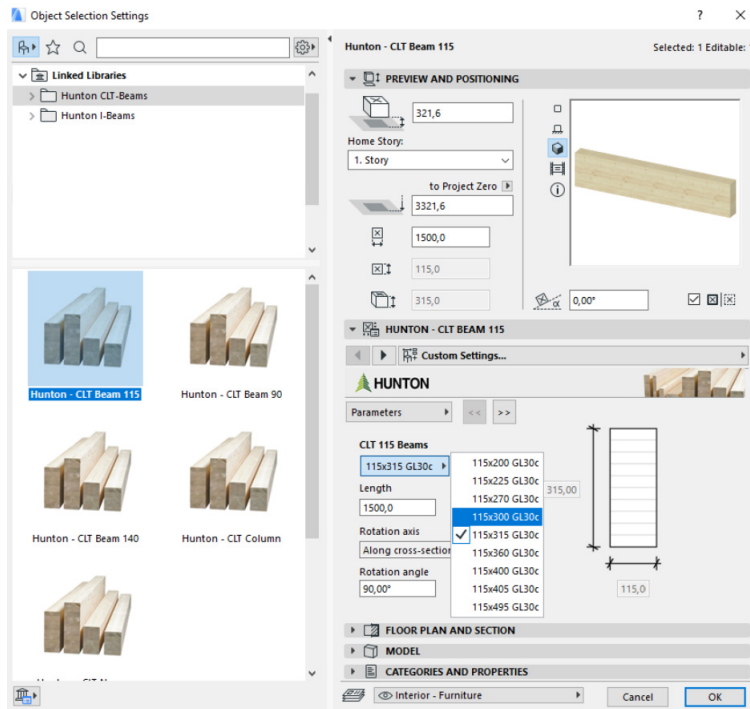 Object Selection Settings
? ×
Linked Libraries
Hunton CLT-Beams
Hunton I-Beams
Hunton - CLT Beam 115
Hunton - CLT Beam 90
Hunton - CLT Beam 140
Hunton - CLT Column
Hunton - CLT Beam 115
Selected: 1 Editable:
PREVIEW AND POSITIONING
321,6
Home Story:
1. Story
to Project Zero
3321,6
1500,0
115,0
315,0
α 0,00°
HUNTON - CLT BEAM 115
Custom Settings...
HUNTON
Parameters
<< >>
CLT 115 Beams
115x315 GL30c
Length
1500,0
Rotation axis
Along cross-section
Rotation angle
90,00°
115x200 GL30c
115x225 GL30c
115x270 GL30c
115x300 GL30c
115x315 GL30c
115x360 GL30c
115x400 GL30c
115x405 GL30c
115x495 GL30c
315,00
115,0
FLOOR PLAN AND SECTION
MODEL
CATEGORIES AND PROPERTIES
Interior - Furniture
Cancel
OK